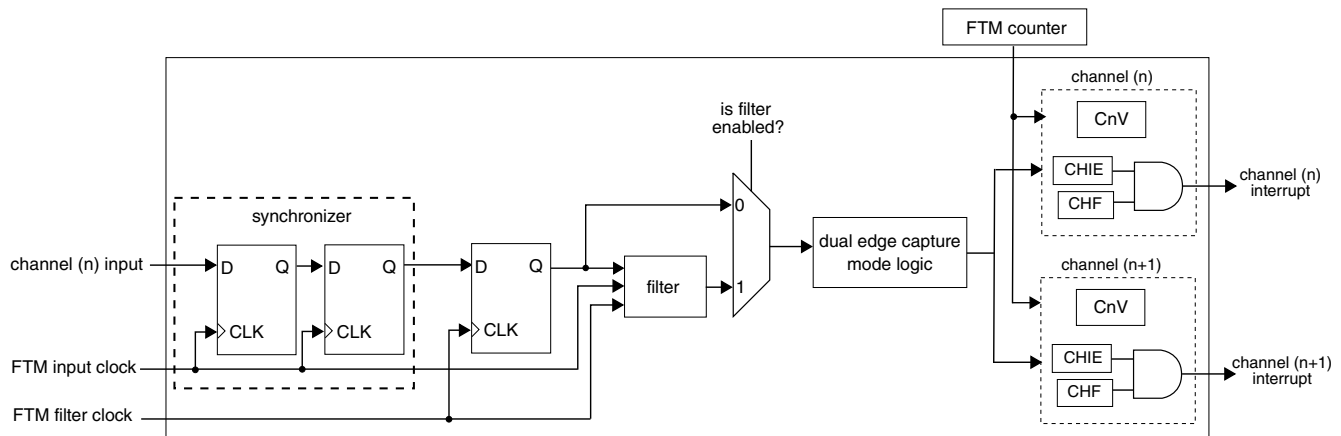 FTM counter
channel (n)
is filter
enabled?
CnV
CHIE
CHF
channel (n)
interrupt
synchronizer
0
D Q D Q D Q
channel (n) input
dual edge capture
mode logic
channel (n+1)
filter
1
CnV
CLK CLK CLK
FTM input clock
CHIE
CHF
channel (n+1)
interrupt
FTM filter clock